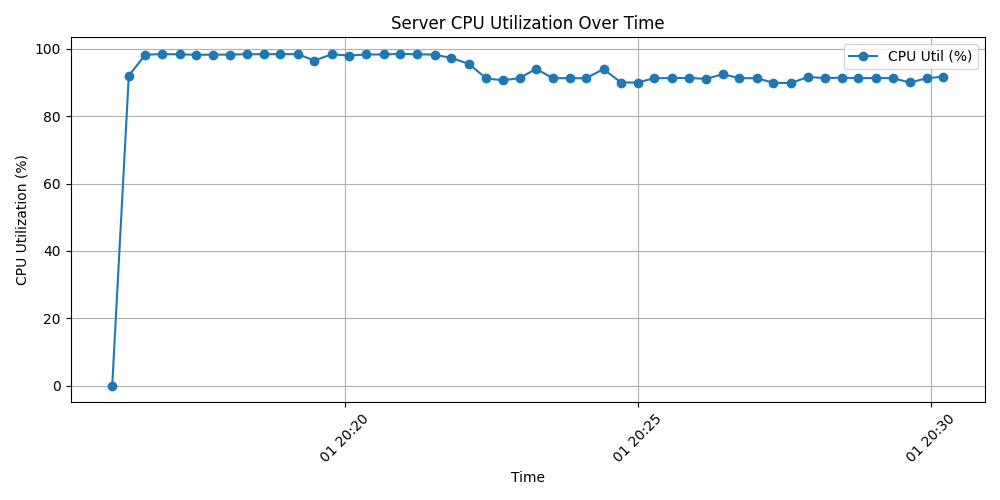 Server CPU Utilization Over Time
CPU Util (%)
CPU Utilization (%)
100
80
60
40
20
0
01 20:20
01 20:25
01 20:30
Time